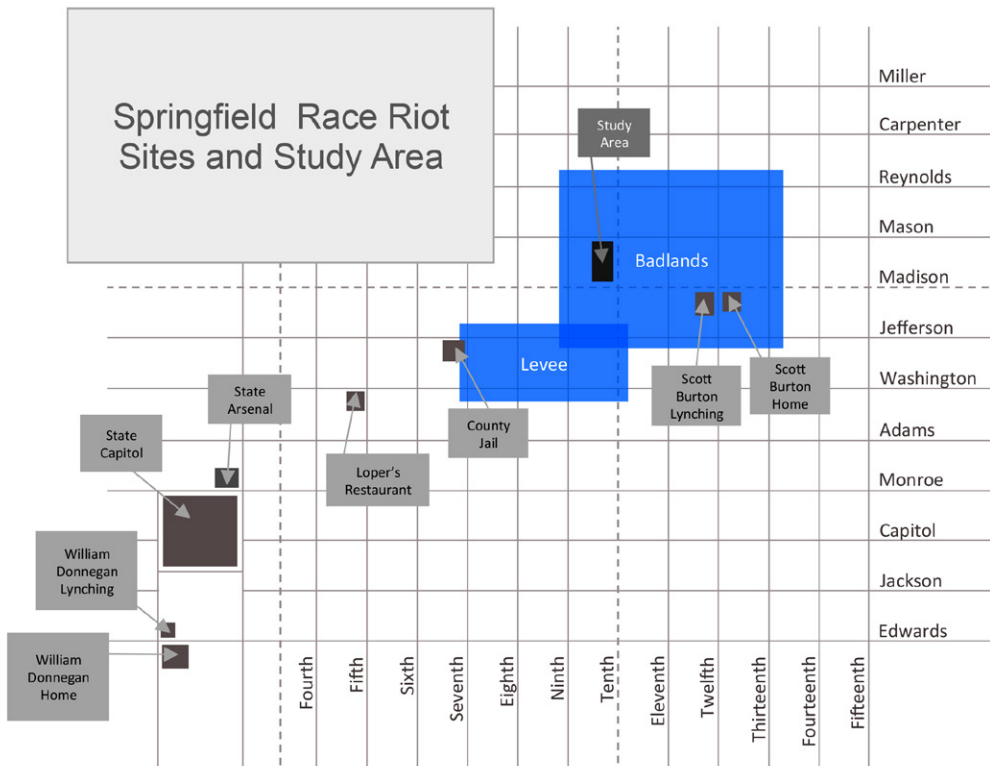 Springfield Race Riot
Sites and Study Area
Miller
Study
Area
Carpenter
Reynolds
Mason
Badlands
Madison
Jefferson
Levee
Washington
State
Arsenal
Scott
Burton
Lynching
Scott
Burton
Home
State
Capitol
County
Jail
Adams
Loper's
Restaurant
Monroe
Capitol
William
Donnegan
Lynching
Jackson
Edwards
William
Donnegan
Home
Fourth
Fifth
Sixth
Seventh
Eighth
Ninth
Tenth
Eleventh
Twelfth
Thirteenth
Fourteenth
Fifteenth